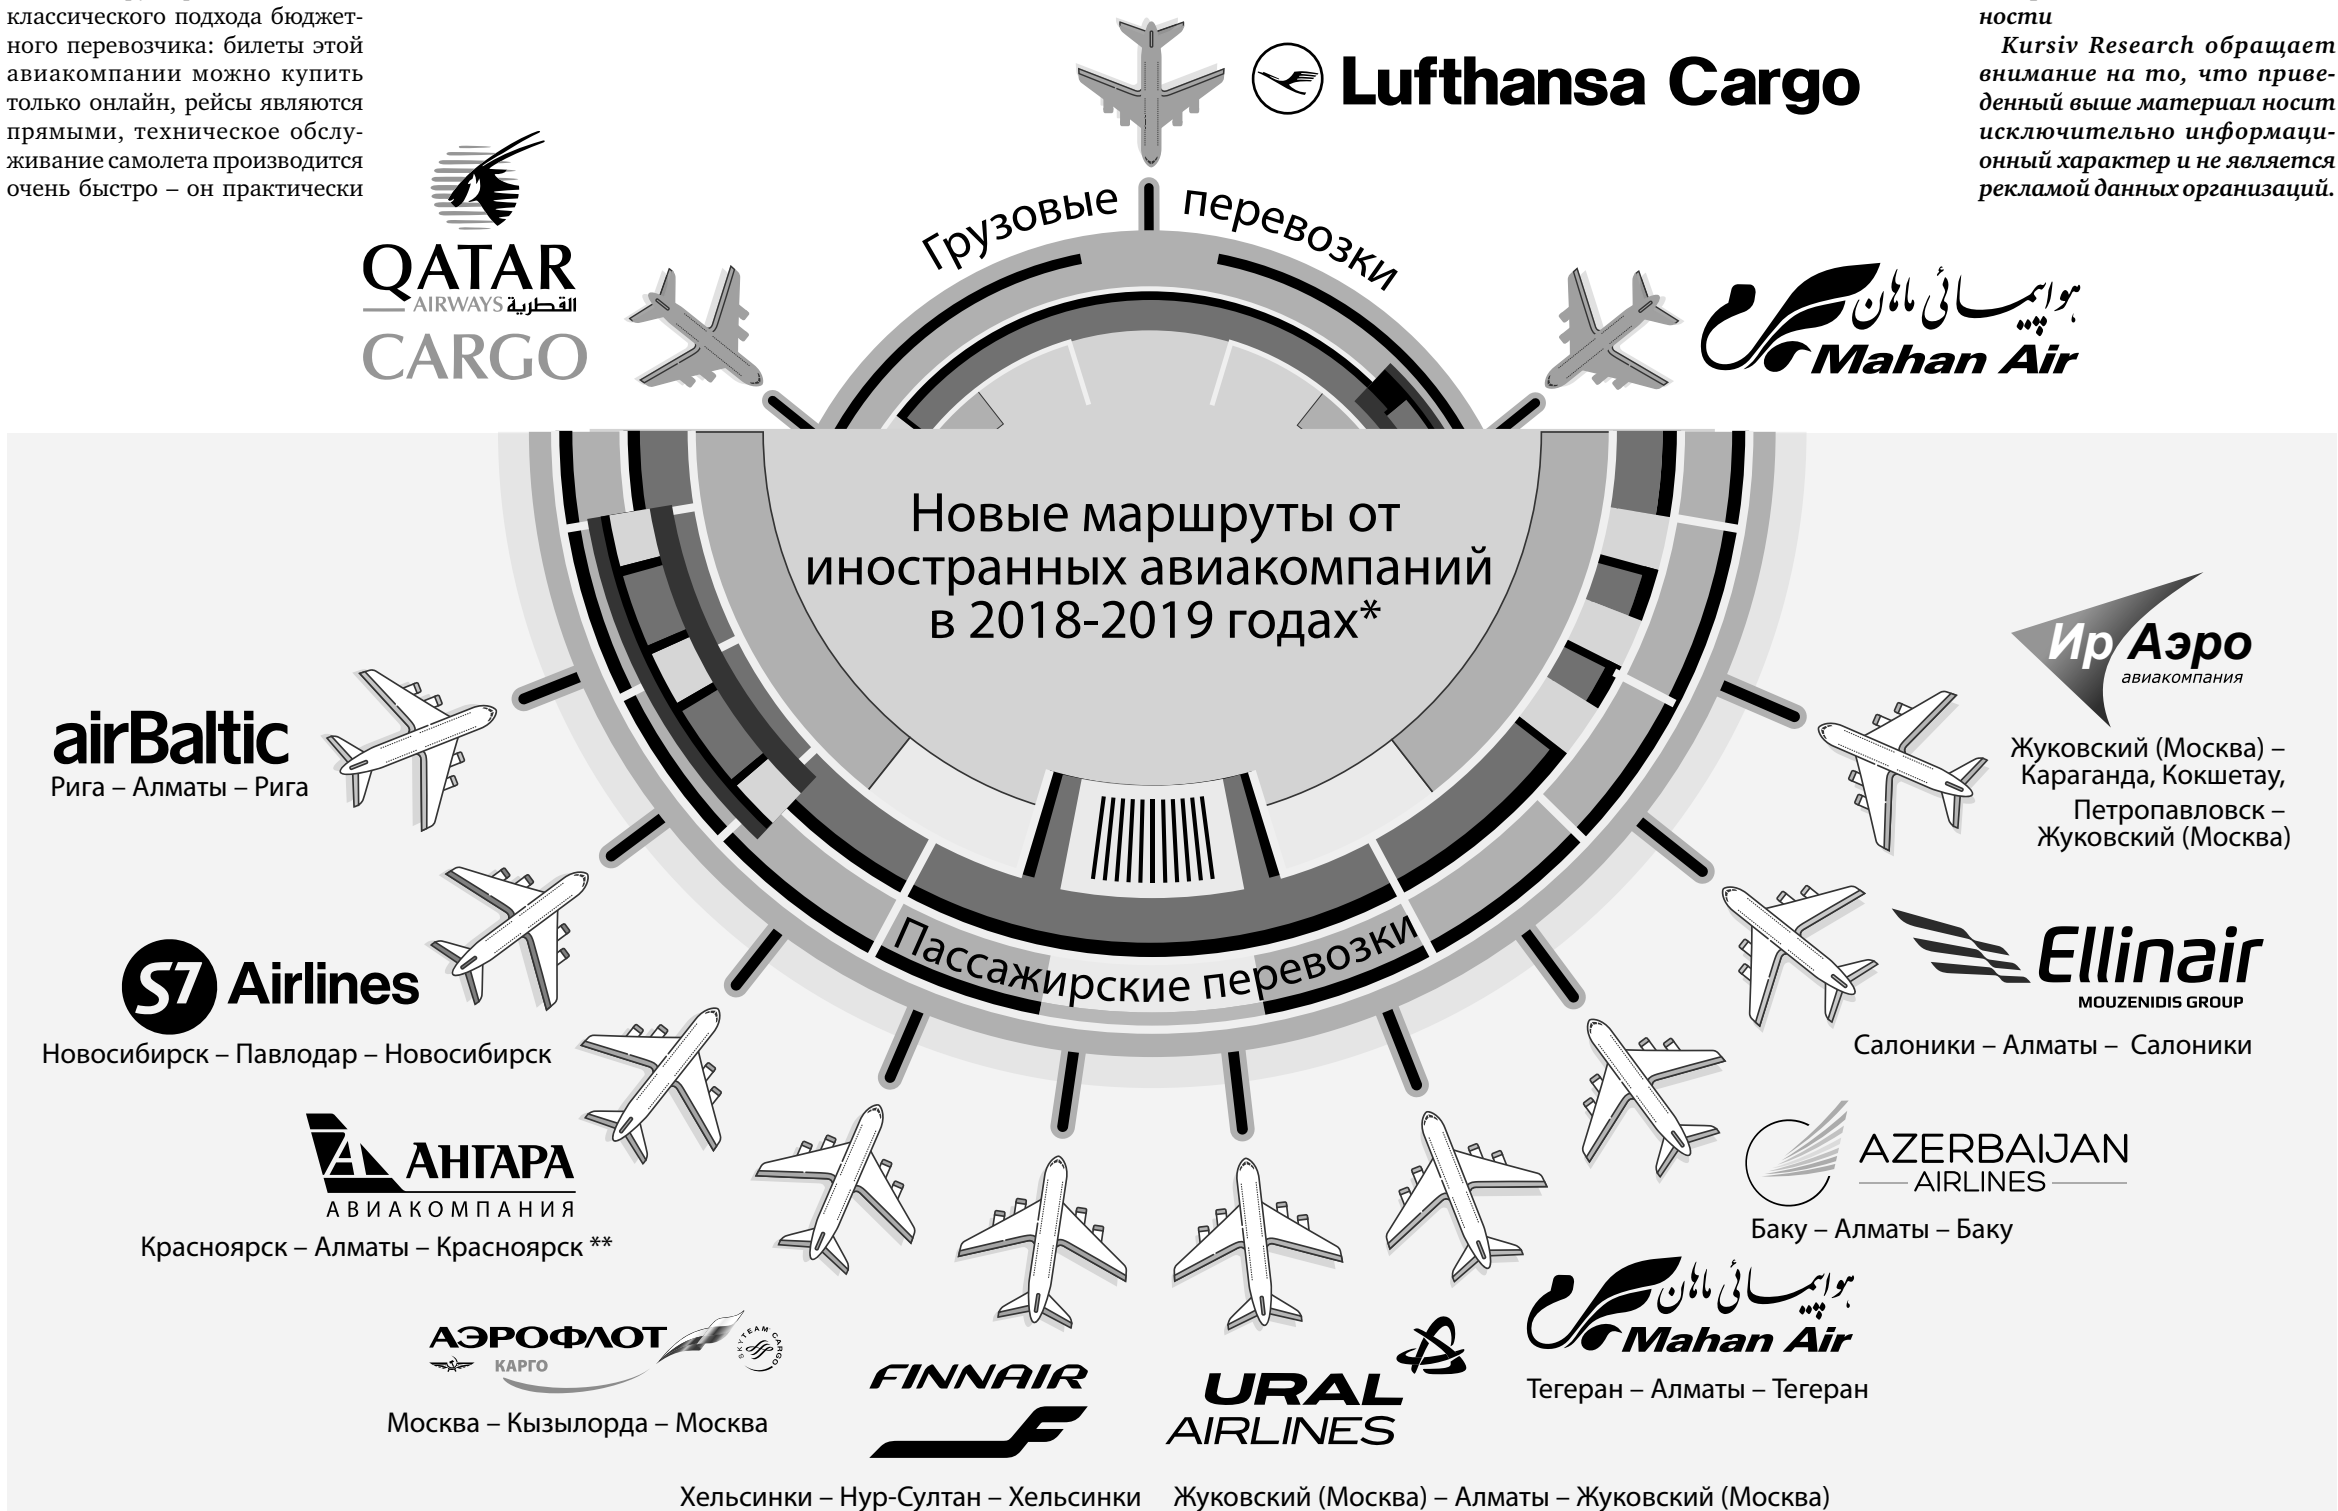 классического подхода бюджет-
ного перевозчика: билеты этой
авиакомпании можно купить
только онлайн, рейсы являются
прямыми, техническое обслу-
живание самолета производится
очень быстро – он практически
ности
Kursiv Research обращает
внимание на то, что приве-
денный выше материал носит
исключительно информаци-
онный характер и не является
рекламой данных организаций.
Lufthansa Cargo
QATAR
AIRWAYS القطرية
CARGO
Грузовые перевозки
هواپیمائی ماهان
Mahan Air
Новые маршруты от
иностранных авиакомпаний
в 2018-2019 годах*
Пассажирские перевозки
airBaltic
Рига – Алматы – Рига
S7 Airlines
Новосибирск – Павлодар – Новосибирск
АНГАРА
АВИАКОМПАНИЯ
Красноярск – Алматы – Красноярск **
АЭРОФЛОТ
КАРГО
SKYTEAM CARGO
Москва – Кызылорда – Москва
FINNAIR
Хельсинки – Нур-Султан – Хельсинки
URAL
AIRLINES
Жуковский (Москва) – Алматы – Жуковский (Москва)
هواپیمائی ماهان
Mahan Air
Тегеран – Алматы – Тегеран
AZERBAIJAN
AIRLINES
Баку – Алматы – Баку
Ellinair
MOUZENIDIS GROUP
Салоники – Алматы – Салоники
Ир Аэро
авиакомпания
Жуковский (Москва) –
Караганда, Кокшетау,
Петропавловск –
Жуковский (Москва)